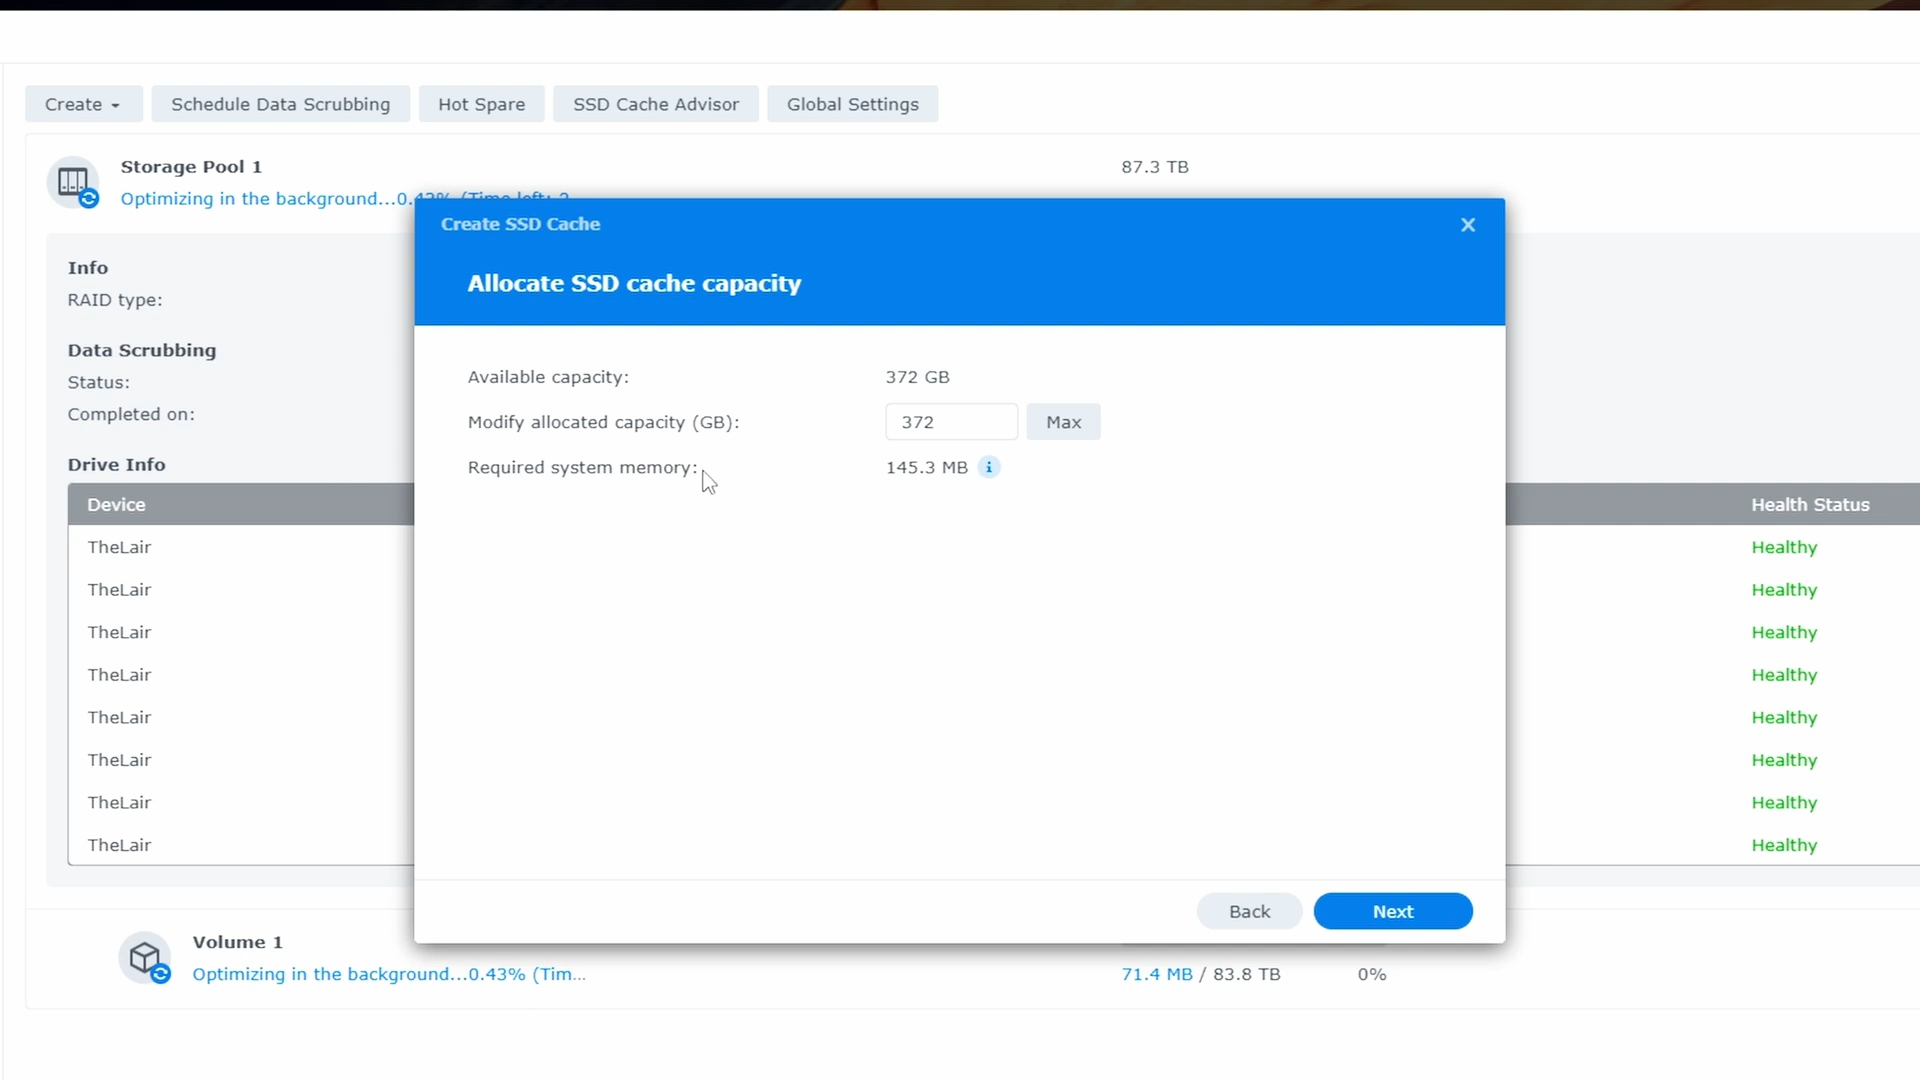 Create
Schedule Data Scrubbing
Hot Spare
SSD Cache Advisor
Global Settings
Storage Pool 1
87.3 TB
Optimizing in the background...0.43% (Time left: 2
Create SSD Cache
Allocate SSD cache capacity
Info
RAID type:
Data Scrubbing
Status:
Completed on:
Drive Info
Available capacity: 372 GB
Modify allocated capacity (GB): 372 Max
Required system memory: 145.3 MB
Device
Health Status
TheLair Healthy
TheLair Healthy
TheLair Healthy
TheLair Healthy
TheLair Healthy
TheLair Healthy
TheLair Healthy
TheLair Healthy
Back
Next
Volume 1
Optimizing in the background...0.43% (Tim...
71.4 MB / 83.8 TB 0%